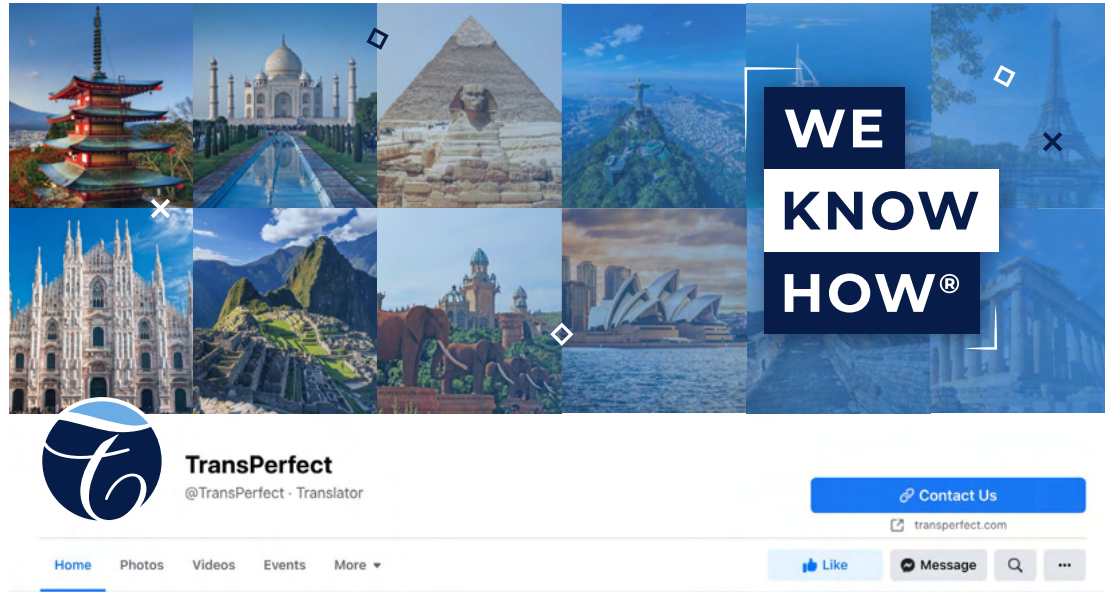 WE
KNOW
HOW®
TransPerfect
@TransPerfect · Translator
Contact Us
transperfect.com
Home Photos Videos Events More
Like Message